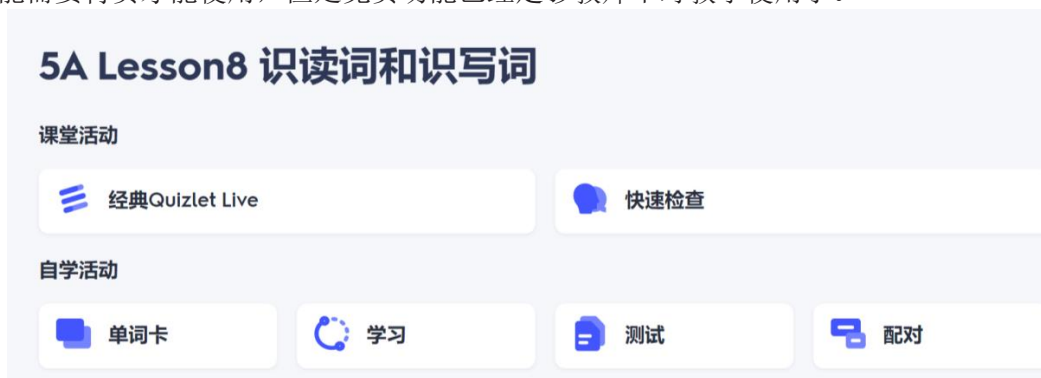 5A Lesson8 识读词和识写词
课堂活动
经典Quizlet Live
快速检查
自学活动
单词卡
学习
测试
配对